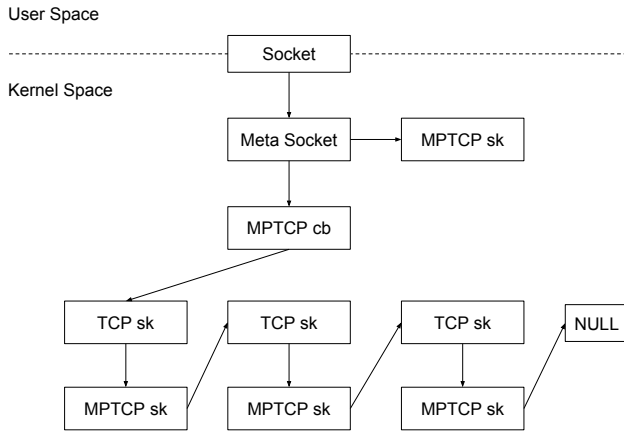 User Space
Socket
Kernel Space
Meta Socket
MPTCP sk
MPTCP cb
TCP sk
TCP sk
TCP sk
NULL
MPTCP sk
MPTCP sk
MPTCP sk